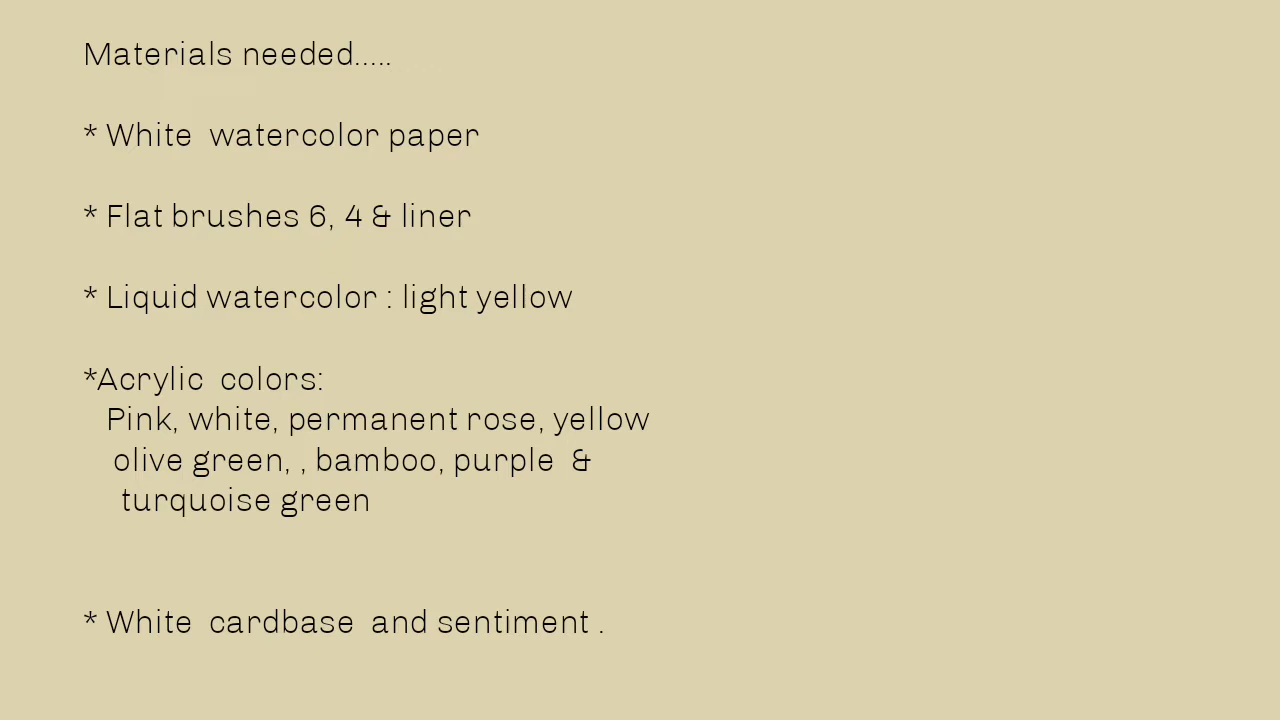 Materials needed.....
* White  watercolor paper
* Flat brushes 6, 4 & liner
* Liquid watercolor : light yellow
*Acrylic  colors:
Pink, white, permanent rose, yellow
olive green, , bamboo, purple  &
turquoise green
* White  cardbase  and sentiment .